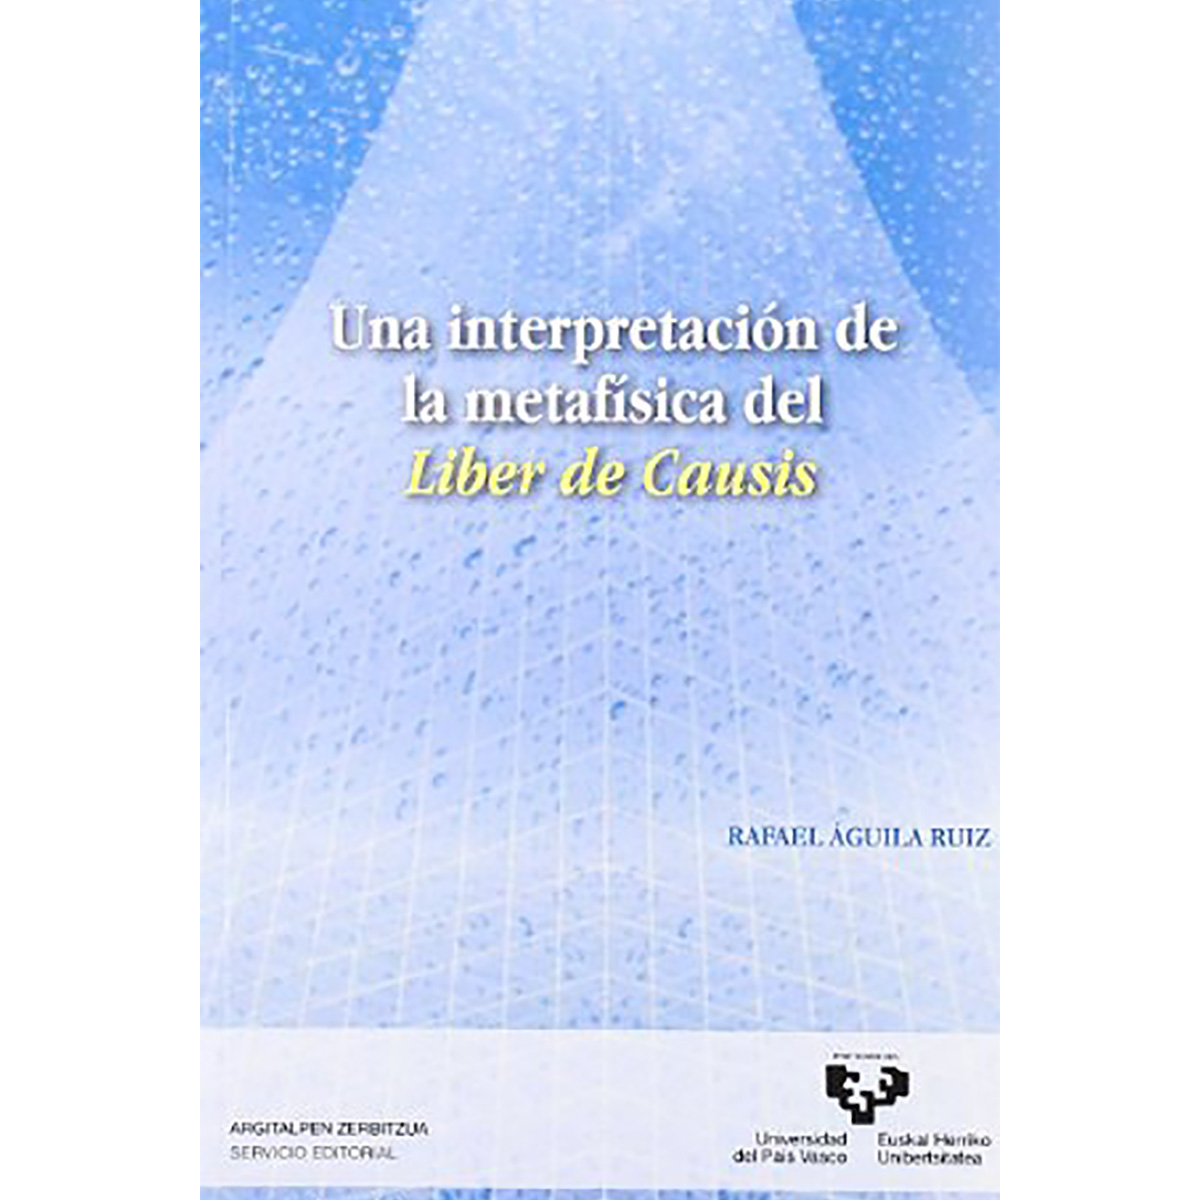 Una interpretación de
la metafísica del
Liber de Causis
RAFAEL ÁGUILA RUIZ
ARGITALPEN ZERBITZUA
SERVICIO EDITORIAL
Universidad
del País Vasco
Euskal Herriko
Unibertsitatea